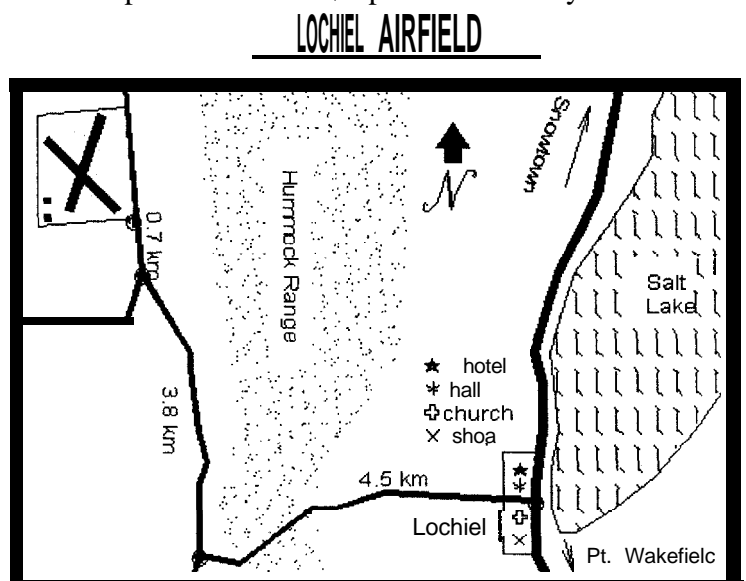 LOCHIEL AIRFIELD
Snowtown
N
Hummock Range
0.7 km
Salt
Lake
hotel
hall
church
shoa
3.8 km
4.5 km
Lochiel
Pt. Wakefielc